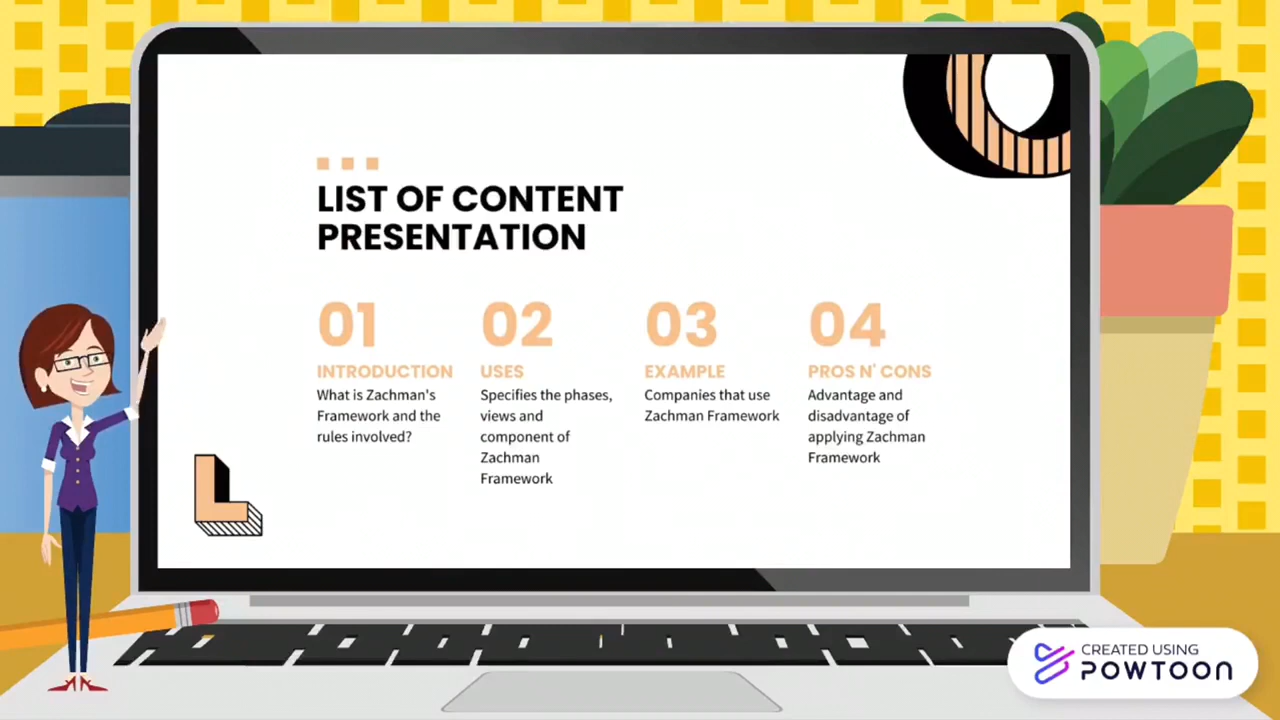 LIST OF CONTENT
PRESENTATION
01
INTRODUCTION
What is Zachman's
Framework and the
rules involved?
02
USES
Specifies the phases,
views and
component of
Zachman
Framework
03
EXAMPLE
Companies that use
Zachman Framework
04
PROS N' CONS
Advantage and
disadvantage of
applying Zachman
Framework
CREATED USING
POWTOON